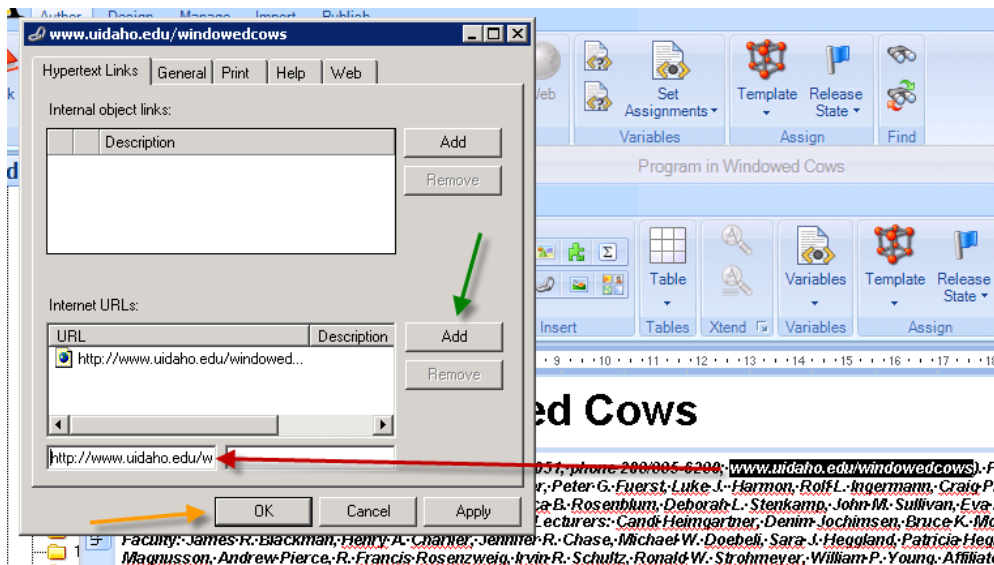 Author Design Manage Import Publish
www.uidaho.edu/windowedcows
Hypertext Links General Print Help Web
Internal object links:
Description
Add
Remove
Internet URLs:
URL Description
http://www.uidaho.edu/windowed...
Add
Remove
http://www.uidaho.edu/w
OK Cancel Apply
Set Assignments
Template Release State
Variables Assign Find
Program in Windowed Cows
Table Variables Template Release State
Insert Tables Xtend Variables Assign
9 10 11 12 13 14 15 16 17 18
ed Cows
phone www.uidaho.edu/windowedcows). F
r, Peter G. Fuerst, Luke J. Harmon, Rolf L. Ingermann, Craig P.
ca B. Rosenblum, Deborah L. Stenkamp, John M. Sullivan, Eva
Lecturers: Candi Heimgartner, Denim Jochimsen, Bruce K. Mo
Faculty: James R. Blackman, Henry A. Charlier, Jennifer R. Chase, Michael W. Doebeli, Sara J. Heggland, Patricia Heg
Magnusson, Andrew Pierce, R. Francis Rosenzweig, Irvin R. Schultz, Ronald W. Strohmeyer, William P. Young. Affiliat